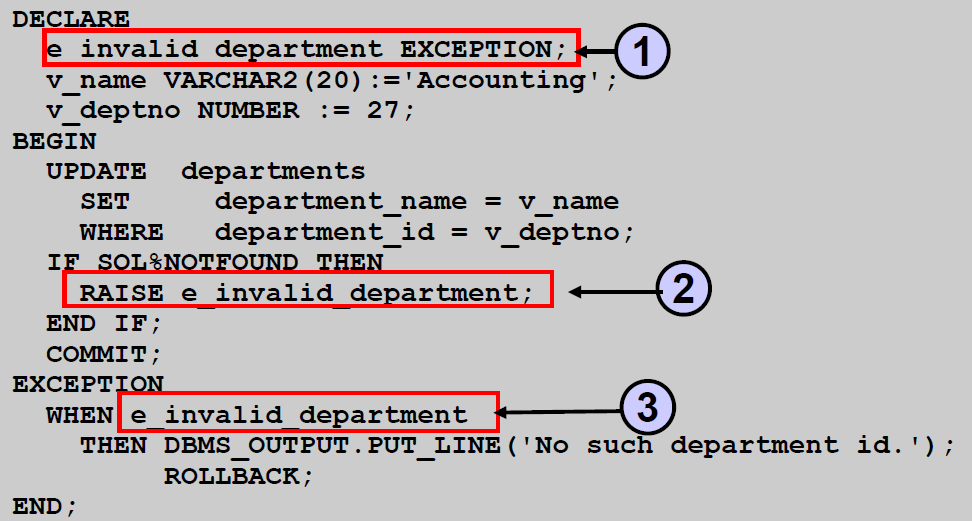 DECLARE
e_invalid_department EXCEPTION; 1
v_name VARCHAR2(20):='Accounting';
v_deptno NUMBER := 27;
BEGIN
UPDATE departments
SET department_name = v_name
WHERE department_id = v_deptno;
IF SQL%NOTFOUND THEN
RAISE e_invalid_department; 2
END IF;
COMMIT;
EXCEPTION
WHEN e_invalid_department 3
THEN DBMS_OUTPUT.PUT_LINE('No such department id.');
ROLLBACK;
END;